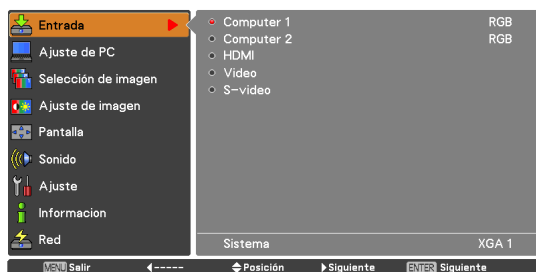 Entrada
Ajuste de PC
Selección de imagen
Ajuste de imagen
Pantalla
Sonido
Ajuste
Informacion
Red
Computer 1 RGB
Computer 2 RGB
HDMI
Video
S-video
Sistema XGA 1
MENU Salir ----- Posición Siguiente ENTER Siguiente